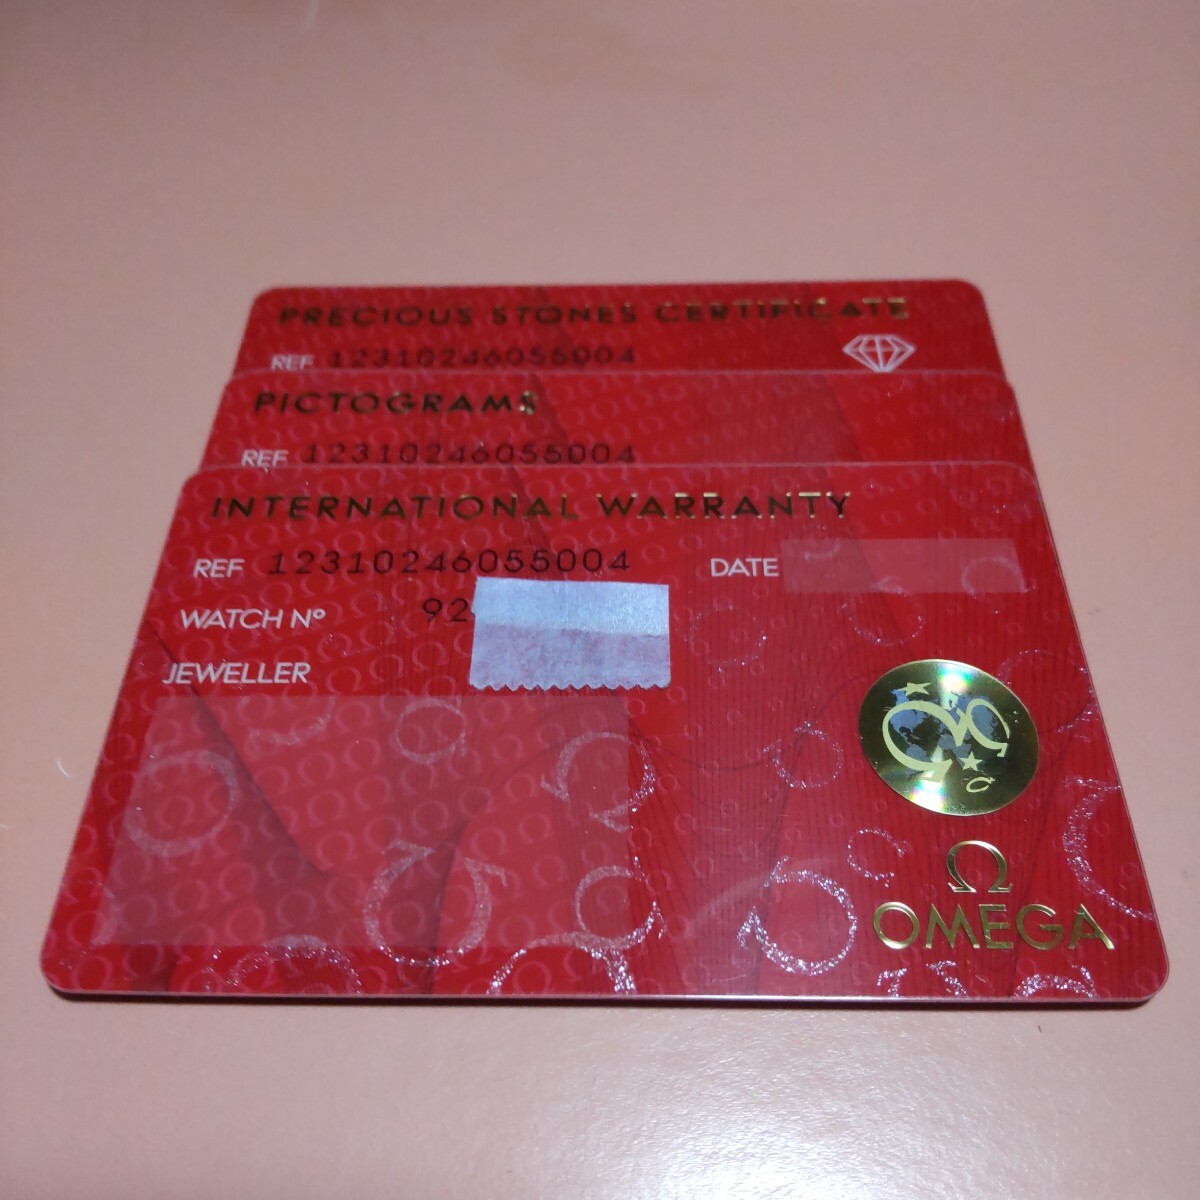 PRECIOUS STONES CERTIFICATE
REF 12310246055004
PICTOGRAMS
REF 12310246055004
INTERNATIONAL WARRANTY
REF 12310246055004 DATE
WATCH Nº 92
JEWELLER
Ω
OMEGA